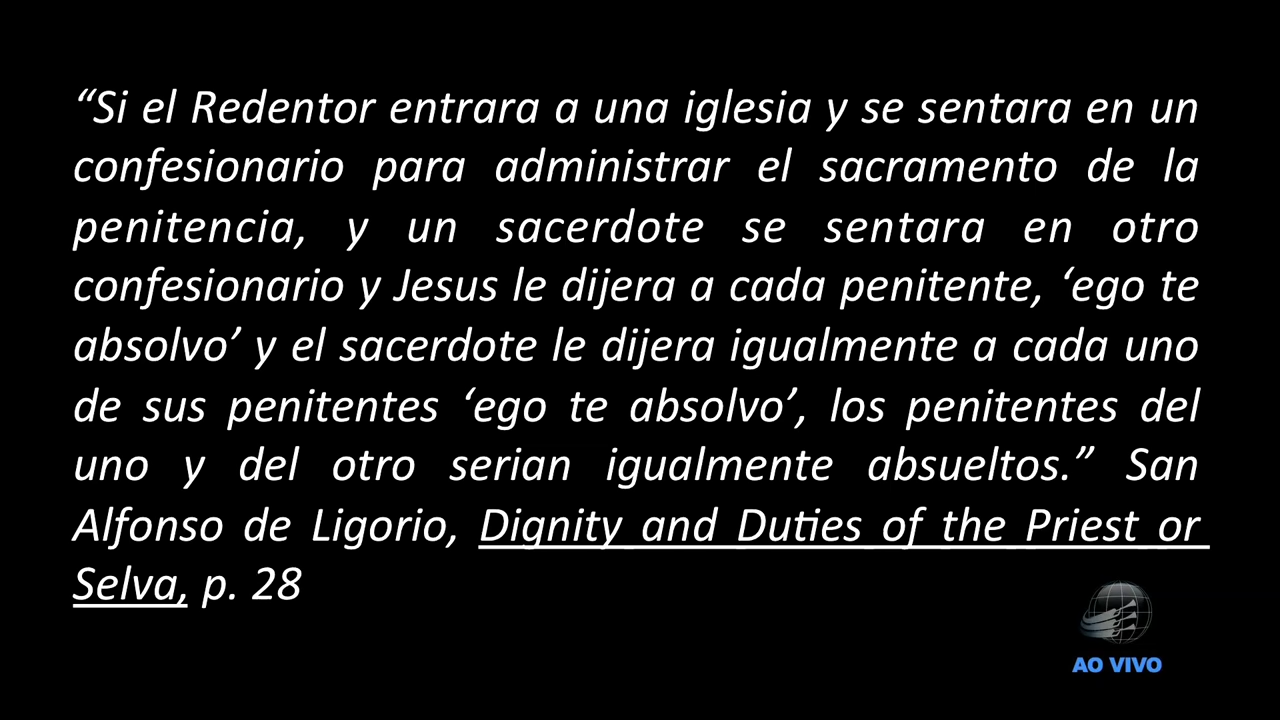 “Si el Redentor entrara a una iglesia y se sentara en un
confesionario para administrar el sacramento de la
penitencia, y un sacerdote se sentara en otro
confesionario y Jesus le dijera a cada penitente, ‘ego te
absolvo’ y el sacerdote le dijera igualmente a cada uno
de sus penitentes ‘ego te absolvo’, los penitentes del
uno y del otro serian igualmente absueltos.” San
Alfonso de Ligorio, Dignity and Duties of the Priest or
Selva, p. 28
AO VIVO